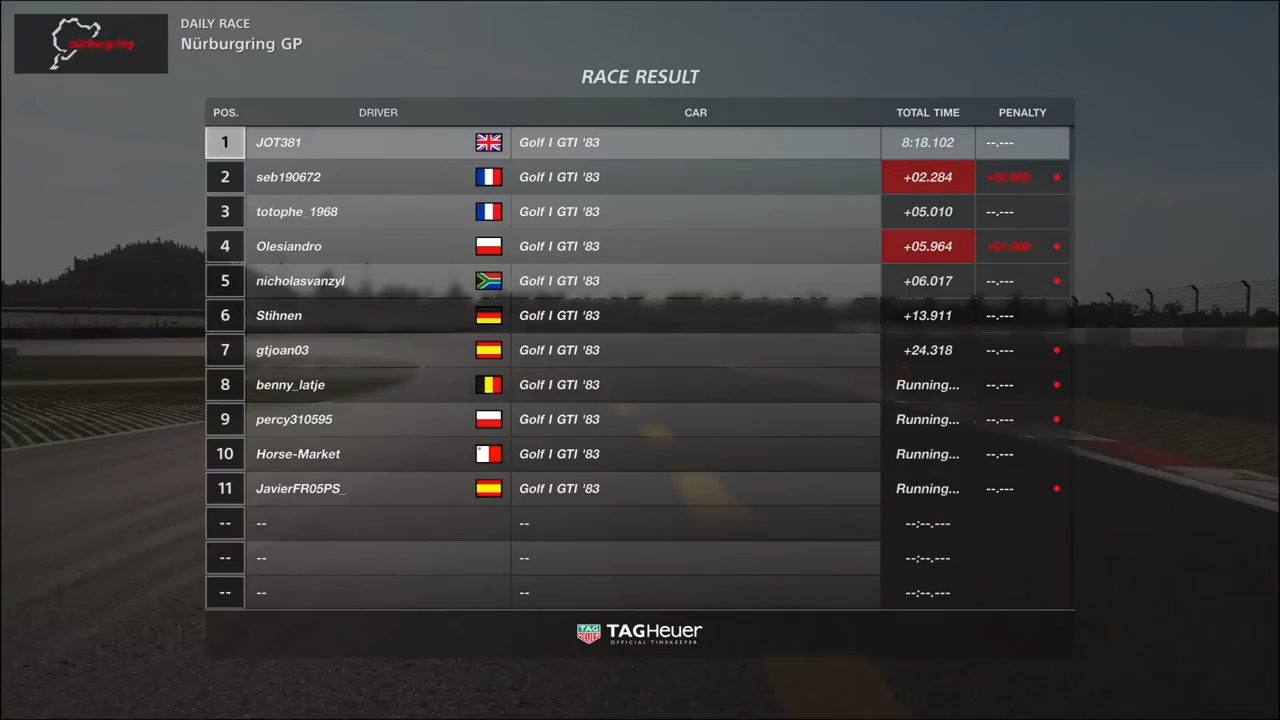 DAILY RACE
Nürburgring GP
nürburgring
RACE RESULT
POS. DRIVER CAR TOTAL TIME PENALTY
1 JOT381 Golf I GTI '83 8:18.102 --.---
2 seb190672 Golf I GTI '83 +02.284 +02.000
3 totophe_1968 Golf I GTI '83 +05.010 --.---
4 Olesiandro Golf I GTI '83 +05.964 +01.000
5 nicholasvanzyl Golf I GTI '83 +06.017 --.---
6 Stihnen Golf I GTI '83 +13.911 --.---
7 gtjoan03 Golf I GTI '83 +24.318 --.---
8 benny_latje Golf I GTI '83 Running... --.---
9 percy310595 Golf I GTI '83 Running... --.---
10 Horse-Market Golf I GTI '83 Running... --.---
11 JavierFR05PS_ Golf I GTI '83 Running... --.---
-- -- -- --:--.---
-- -- -- --:--.---
-- -- -- --:--.---
TAG HEUER TAGHeuer
OFFICIAL TIMEKEEPER